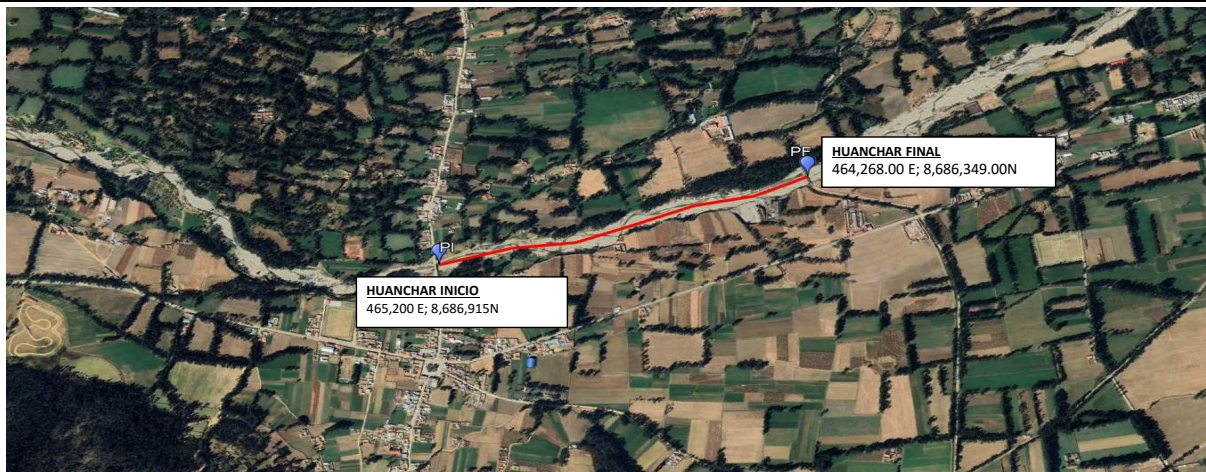 PF
HUANCHAR FINAL
464,268.00 E; 8,686,349.00N
PI
HUANCHAR INICIO
465,200 E; 8,686,915N